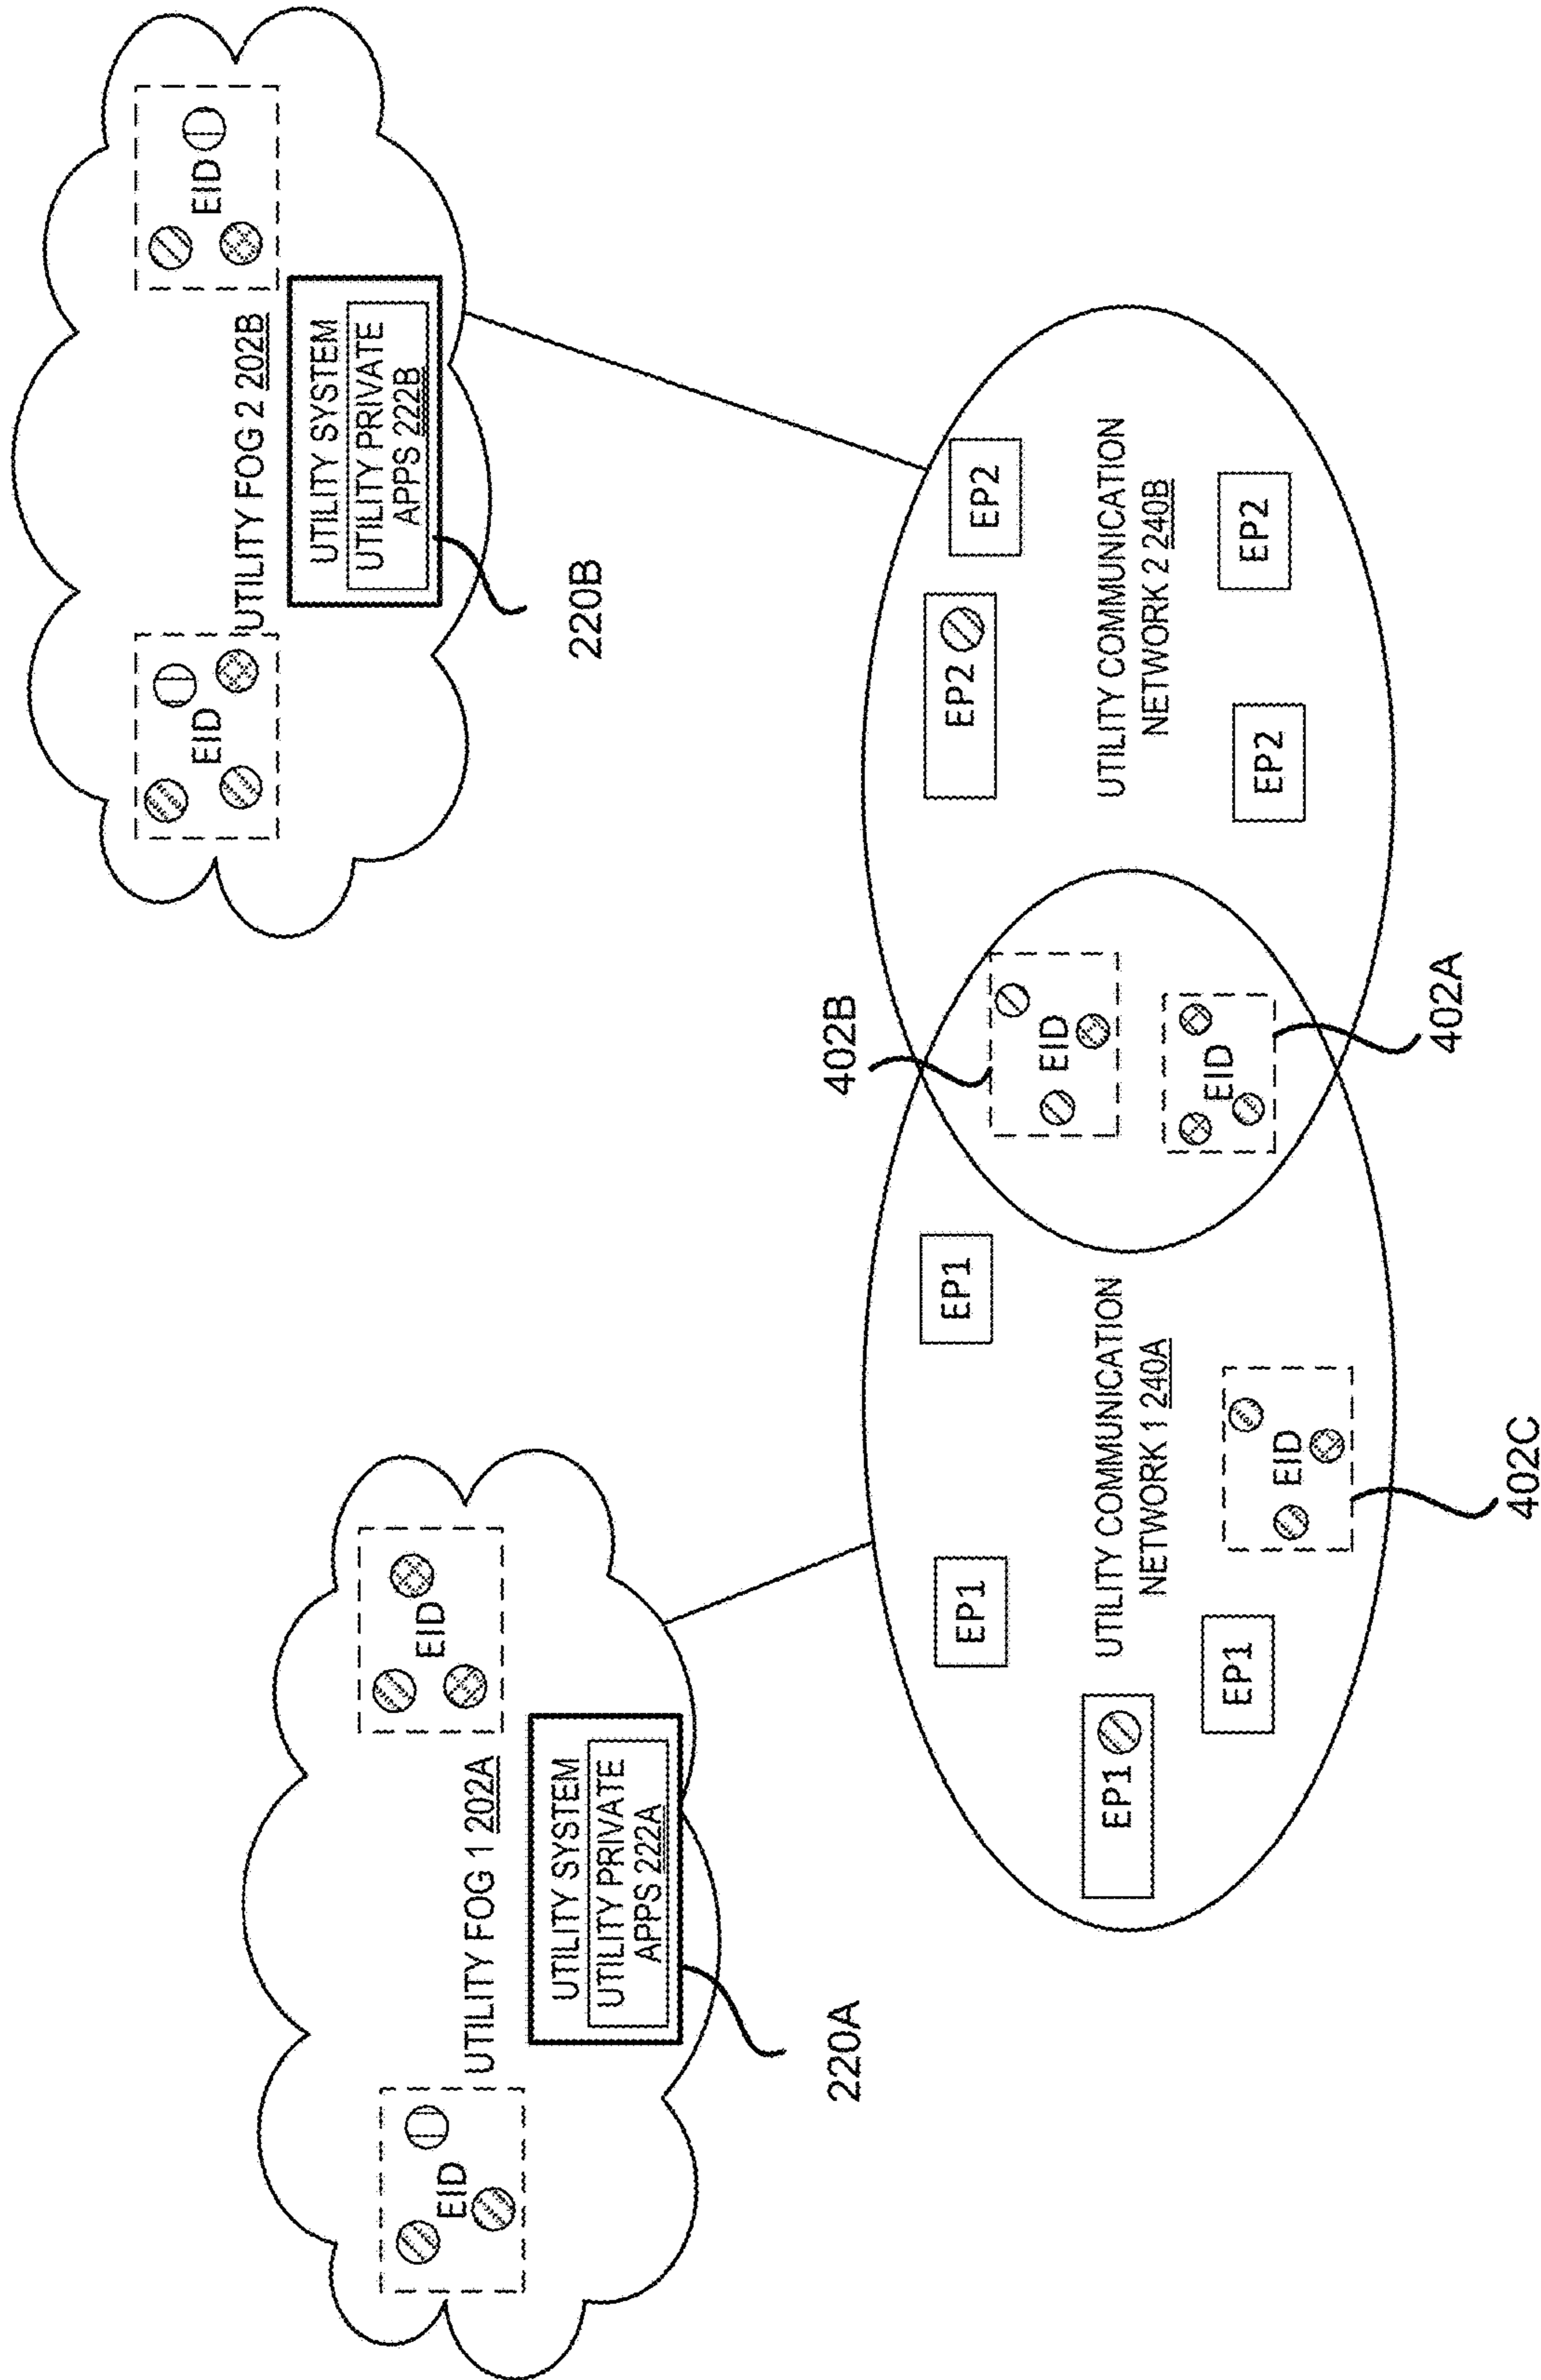 EID
UTILITY FOG 1 202A
EID
UTILITY SYSTEM
UTILITY PRIVATE
APPS 222A
220A
EID
UTILITY FOG 2 202B
EID
UTILITY SYSTEM
UTILITY PRIVATE
APPS 222B
220B
EP1
EP1
EP1
EP1
UTILITY COMMUNICATION
NETWORK 1 240A
EID
402C
402B
EID
EID
402A
EP2
EP2
UTILITY COMMUNICATION
NETWORK 2 240B
EP2
EP2